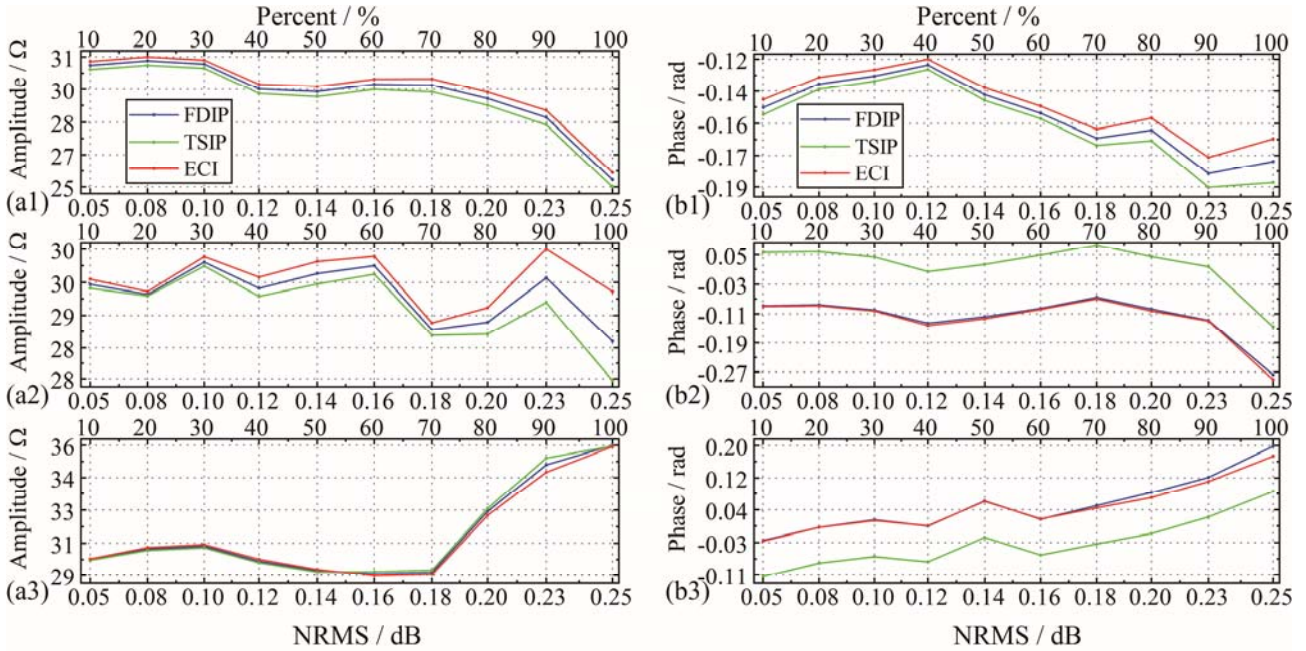 Percent / %
10 20 30 40 50 60 70 80 90 100
Amplitude / Ω
31
30
28
27
25
FDIP
TSIP
ECI
(a1)
0.05 0.08 0.10 0.12 0.14 0.16 0.18 0.20 0.23 0.25
Percent / %
10 20 30 40 50 60 70 80 90 100
Phase / rad
-0.12
-0.14
-0.16
-0.17
-0.19
FDIP
TSIP
ECI
(b1)
0.05 0.08 0.10 0.12 0.14 0.16 0.18 0.20 0.23 0.25
10 20 30 40 50 60 70 80 90 100
Amplitude / Ω
30
30
29
28
28
(a2)
0.05 0.08 0.10 0.12 0.14 0.16 0.18 0.20 0.23 0.25
10 20 30 40 50 60 70 80 90 100
Phase / rad
0.05
-0.03
-0.11
-0.19
-0.27
(b2)
0.05 0.08 0.10 0.12 0.14 0.16 0.18 0.20 0.23 0.25
10 20 30 40 50 60 70 80 90 100
Amplitude / Ω
36
34
33
31
29
(a3)
0.05 0.08 0.10 0.12 0.14 0.16 0.18 0.20 0.23 0.25
NRMS / dB
10 20 30 40 50 60 70 80 90 100
Phase / rad
0.20
0.12
0.04
-0.03
-0.11
(b3)
0.05 0.08 0.10 0.12 0.14 0.16 0.18 0.20 0.23 0.25
NRMS / dB